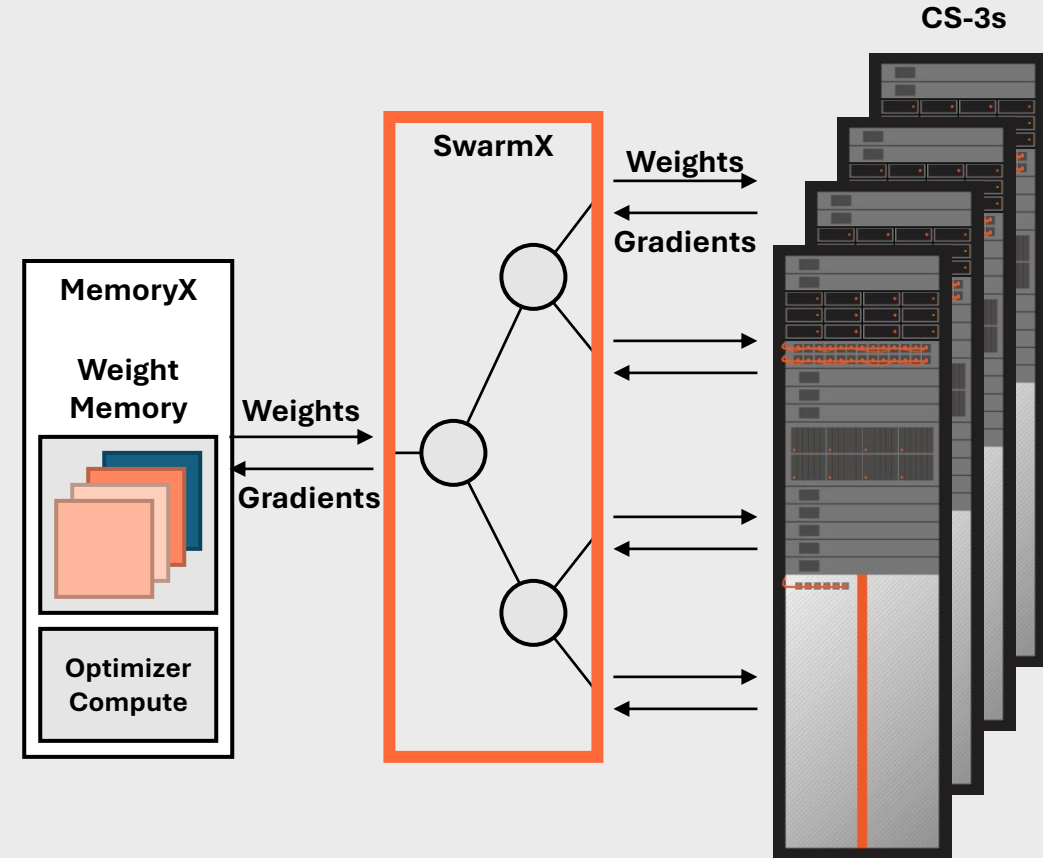 CS-3s
SwarmX
Weights
Gradients
MemoryX
Weight
Memory
Weights
Gradients
Optimizer
Compute